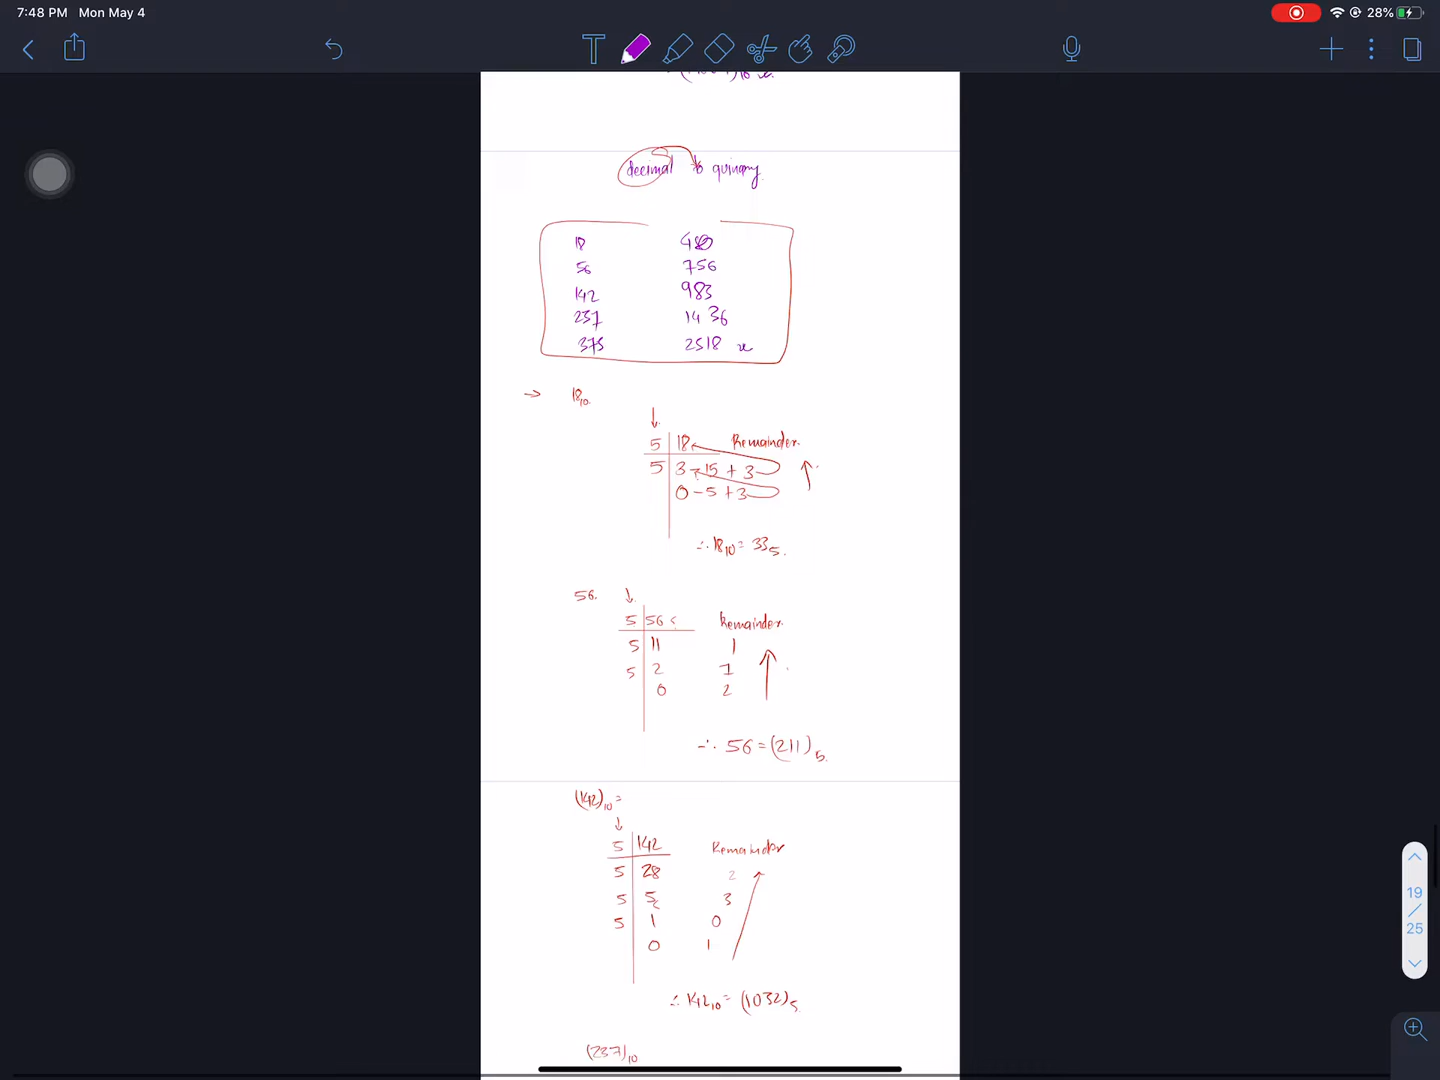 7:48 PM Mon May 4
28%
decimal to quinary
18 480
56 756
142 983
237 1436
375 2518
→ 18₁₀
↓
5 18 Remainder.
5 3 - 15 + 3 ↑
0 - 5 + 3
∴ 18₁₀ = 33₅.
56. ↓
5 56 Remainder.
5 11 1
5 2 1
0 2
∴ 56 = (211)₅.
(142)₁₀ =
↓
5 142 Remainder
5 28 2
5 5 3
5 1 0
0 1
∴ 142₁₀ = (1032)₅
(237)₁₀
19
/
25